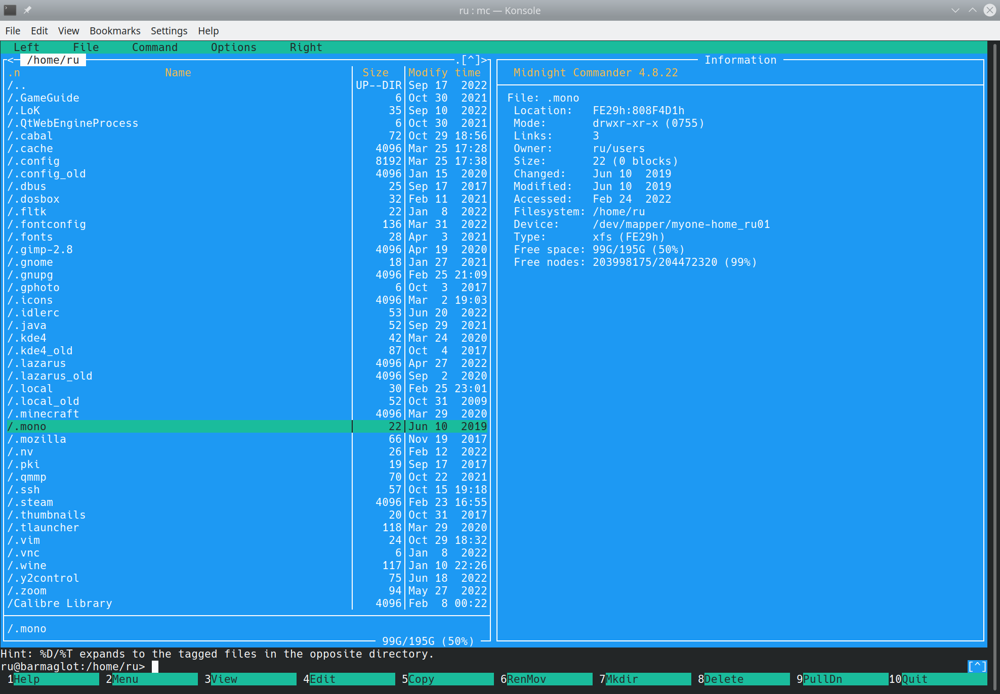 ru : mc — Konsole
File Edit View Bookmarks Settings Help
Left File Command Options Right
< /home/ru .[^]>
.n Name Size Modify time
/.. UP--DIR Sep 17 2022
/.GameGuide 6 Oct 30 2021
/.LoK 35 Sep 10 2022
/.QtWebEngineProcess 6 Oct 30 2021
/.cabal 72 Oct 29 18:56
/.cache 4096 Mar 25 17:28
/.config 8192 Mar 25 17:38
/.config_old 4096 Jan 15 2020
/.dbus 25 Sep 17 2017
/.dosbox 32 Feb 11 2021
/.fltk 22 Jan 8 2022
/.fontconfig 136 Mar 31 2022
/.fonts 28 Apr 3 2021
/.gimp-2.8 4096 Apr 19 2020
/.gnome 18 Jan 27 2021
/.gnupg 4096 Feb 25 21:09
/.gphoto 6 Oct 3 2017
/.icons 4096 Mar 2 19:03
/.idlerc 53 Jun 20 2022
/.java 52 Sep 29 2021
/.kde4 42 Mar 24 2020
/.kde4_old 87 Oct 4 2017
/.lazarus 4096 Apr 27 2022
/.lazarus_old 4096 Sep 2 2020
/.local 30 Feb 25 23:01
/.local_old 52 Oct 31 2009
/.minecraft 4096 Mar 29 2020
/.mono 22 Jun 10 2019
/.mozilla 66 Nov 19 2017
/.nv 26 Feb 12 2022
/.pki 19 Sep 17 2017
/.qmmp 70 Oct 22 2021
/.ssh 57 Oct 15 19:18
/.steam 4096 Feb 23 16:55
/.thumbnails 20 Oct 31 2017
/.tlauncher 118 Mar 29 2020
/.vim 24 Oct 29 18:32
/.vnc 6 Jan 8 2022
/.wine 117 Jan 10 22:26
/.y2control 75 Jun 18 2022
/.zoom 94 May 27 2022
/Calibre Library 4096 Feb 8 00:22
/.mono
99G/195G (50%)
Information
Midnight Commander 4.8.22
File: .mono
Location: FE29h:808F4D1h
Mode: drwxr-xr-x (0755)
Links: 3
Owner: ru/users
Size: 22 (0 blocks)
Changed: Jun 10 2019
Modified: Jun 10 2019
Accessed: Feb 24 2022
Filesystem: /home/ru
Device: /dev/mapper/myone-home_ru01
Type: xfs (FE29h)
Free space: 99G/195G (50%)
Free nodes: 203998175/204472320 (99%)
Hint: %D/%T expands to the tagged files in the opposite directory.
ru@barmaglot:/home/ru> [^]
1Help 2Menu 3View 4Edit 5Copy 6RenMov 7Mkdir 8Delete 9PullDn 10Quit